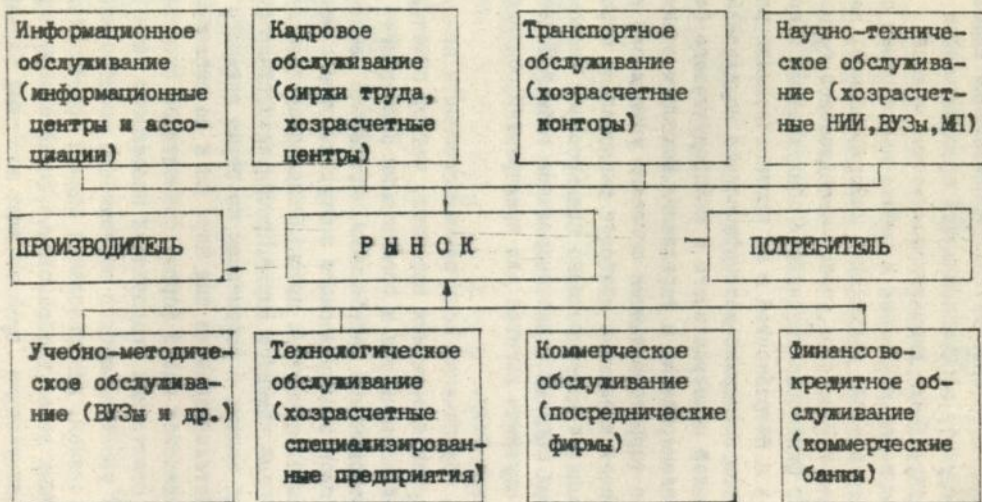 Информационное
обслуживание
(информационные
центры и ассо-
циации)
Кадровое
обслуживание
(биржи труда,
хозрасчетные
центры)
Транспортное
обслуживание
(хозрасчетные
конторы)
Научно-техниче-
ское обслужива-
ние (хозрасчет-
ные НИИ,ВУЗы,МП)
ПРОИЗВОДИТЕЛЬ
Р Ы Н О К
ПОТРЕБИТЕЛЬ
Учебно-методиче-
ское обслужива-
ние (ВУЗы и др.)
Технологическое
обслуживание
(хозрасчетные
специализирован-
ные предприятия)
Коммерческое
обслуживание
(посреднические
фирмы)
Финансово-
кредитное об-
служивание
(коммерческие
банки)